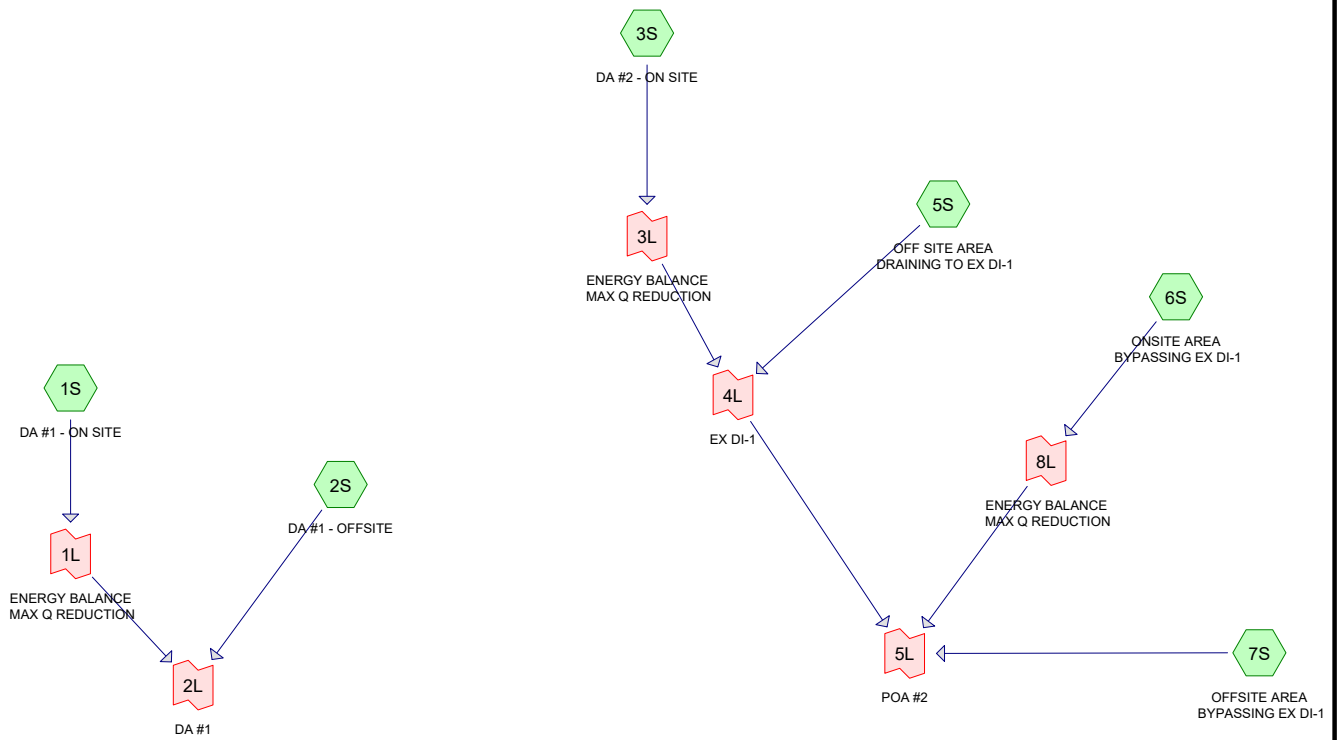 3S
DA #2 - ON SITE
5S
OFF SITE AREA
DRAINING TO EX DI-1
3L
ENERGY BALANCE
MAX Q REDUCTION
6S
ONSITE AREA
BYPASSING EX DI-1
1S
DA #1 - ON SITE
4L
EX DI-1
8L
ENERGY BALANCE
MAX Q REDUCTION
2S
DA #1 - OFFSITE
1L
ENERGY BALANCE
MAX Q REDUCTION
5L
POA #2
7S
OFFSITE AREA
BYPASSING EX DI-1
2L
DA #1